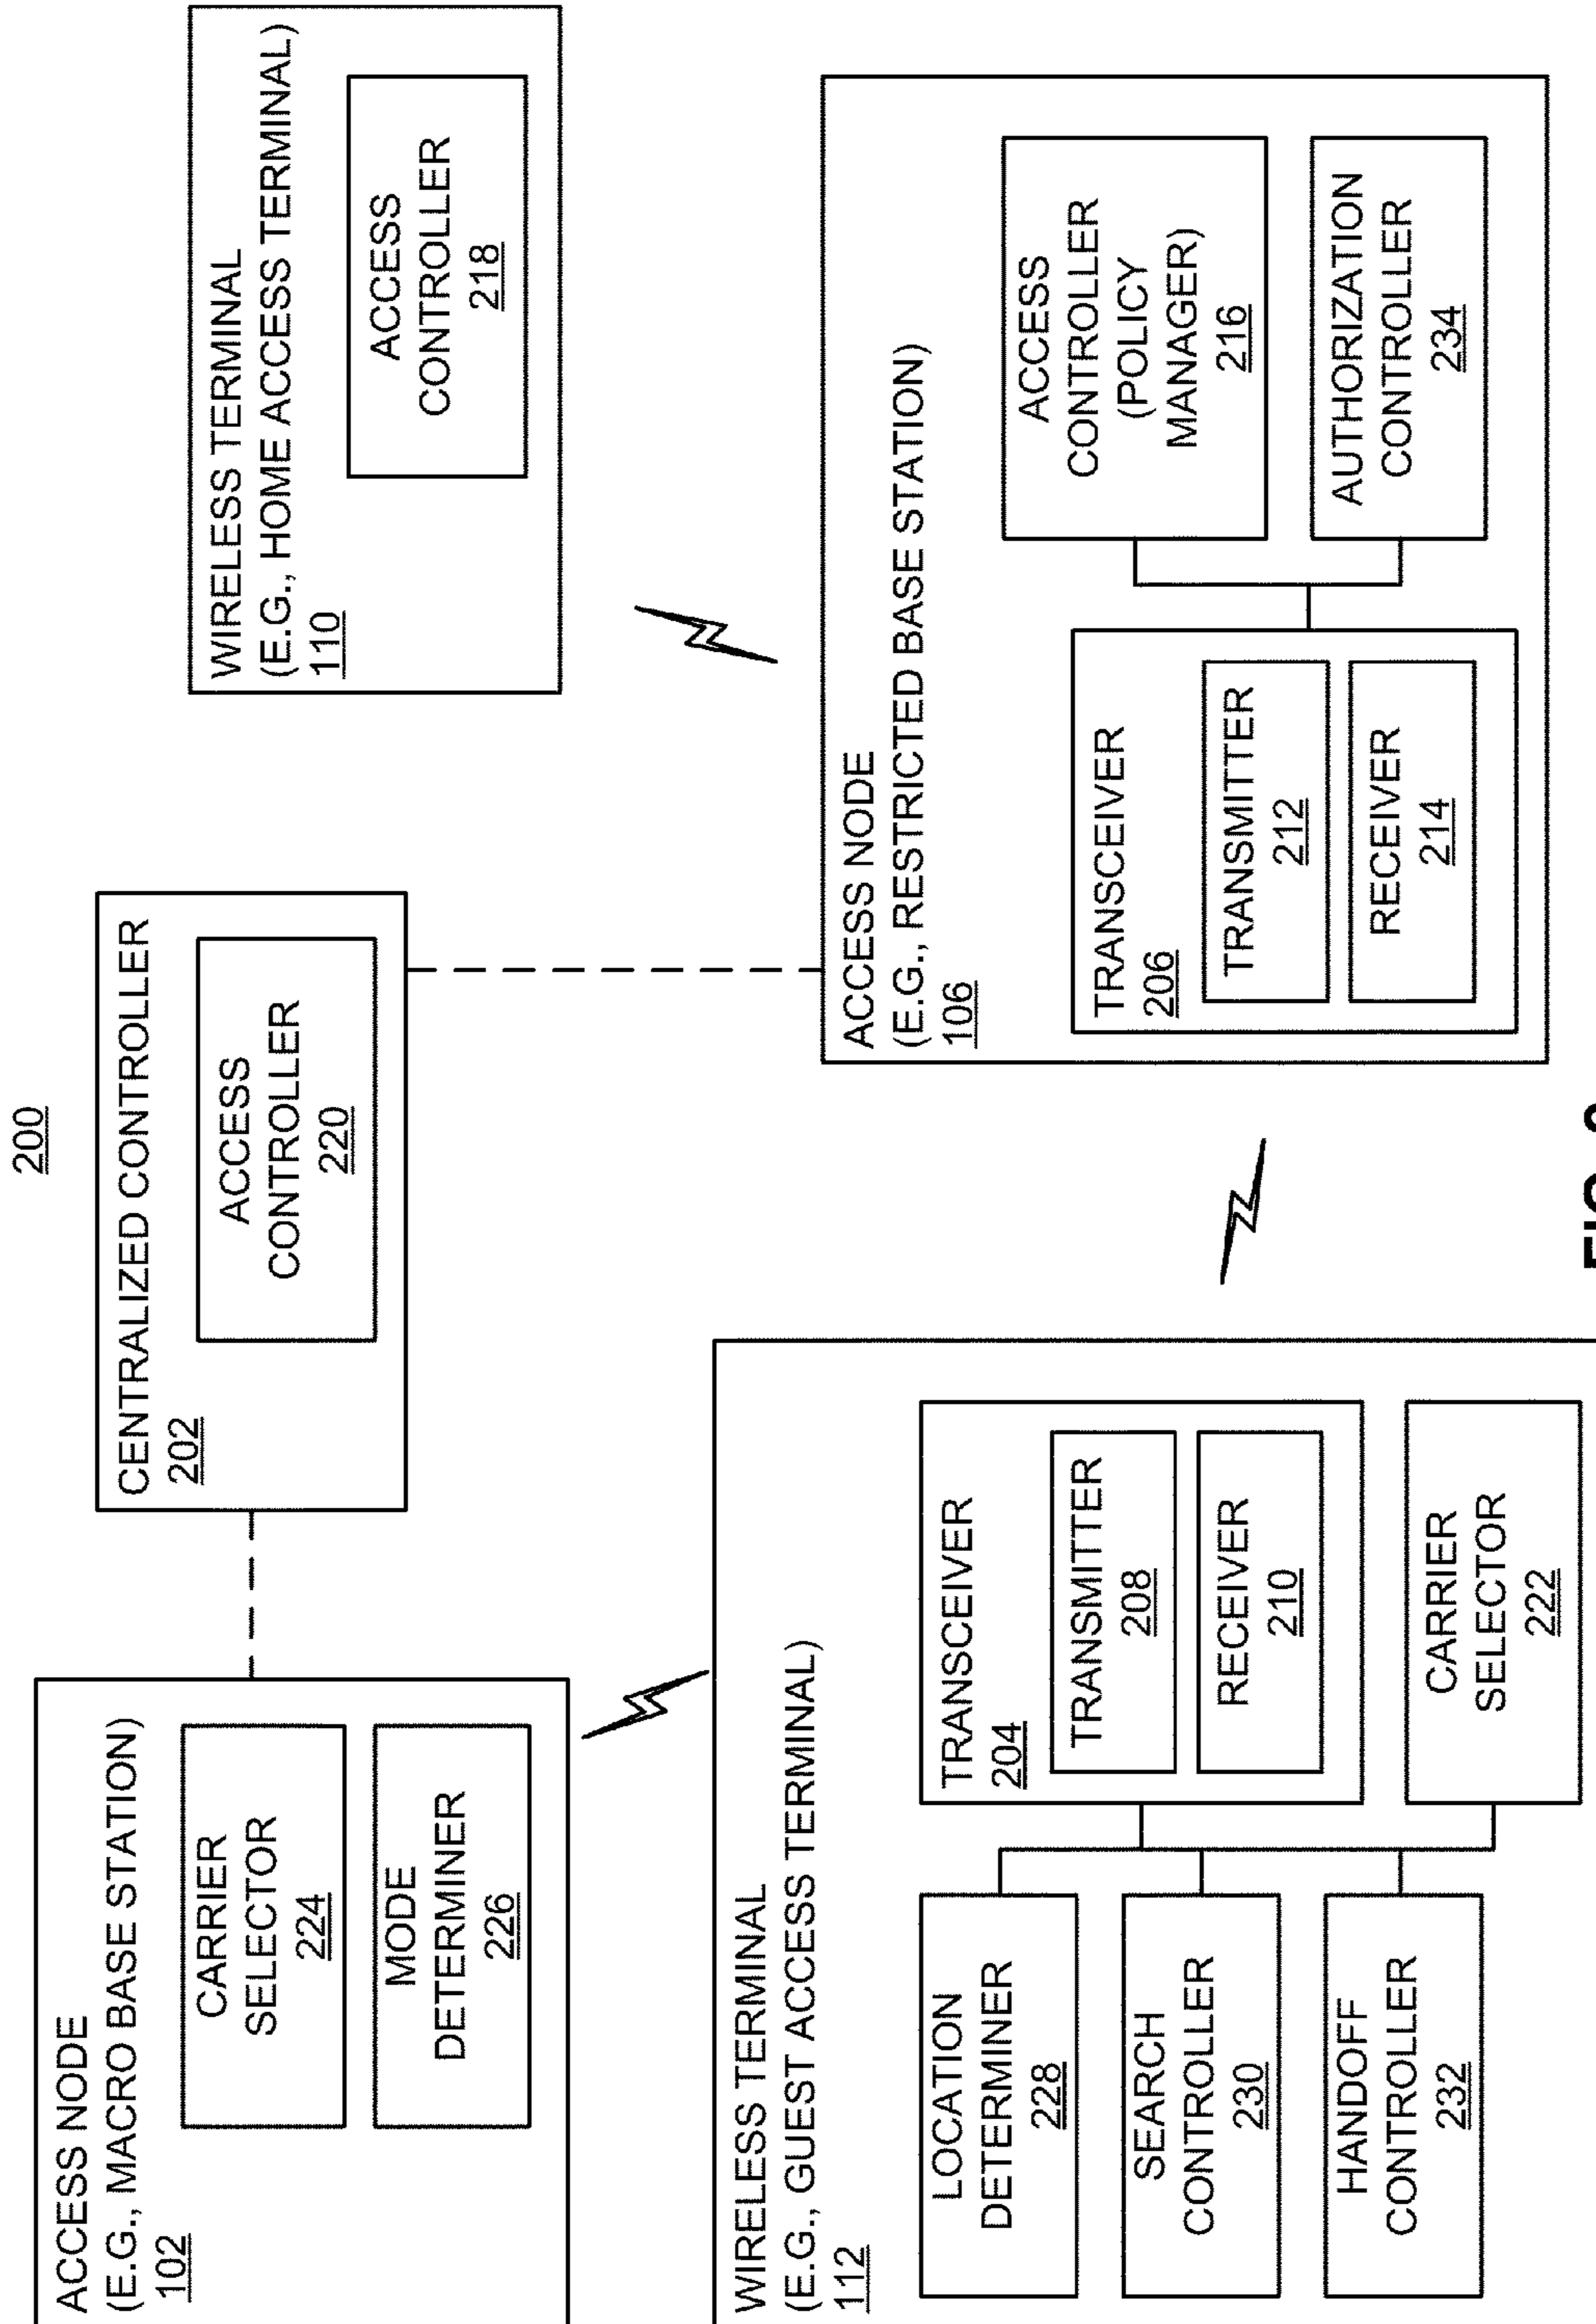 200
ACCESS NODE
(E.G., MACRO BASE STATION)
102
CARRIER
SELECTOR
224
MODE
DETERMINER
226
CENTRALIZED CONTROLLER
202
ACCESS
CONTROLLER
220
WIRELESS TERMINAL
(E.G., HOME ACCESS TERMINAL)
110
ACCESS
CONTROLLER
218
WIRELESS TERMINAL
(E.G., GUEST ACCESS TERMINAL)
112
LOCATION
DETERMINER
228
SEARCH
CONTROLLER
230
HANDOFF
CONTROLLER
232
TRANSCEIVER
204
TRANSMITTER
208
RECEIVER
210
CARRIER
SELECTOR
222
ACCESS NODE
(E.G., RESTRICTED BASE STATION)
106
TRANSCEIVER
206
TRANSMITTER
212
RECEIVER
214
ACCESS
CONTROLLER
(POLICY
MANAGER)
216
AUTHORIZATION
CONTROLLER
234
FIG.